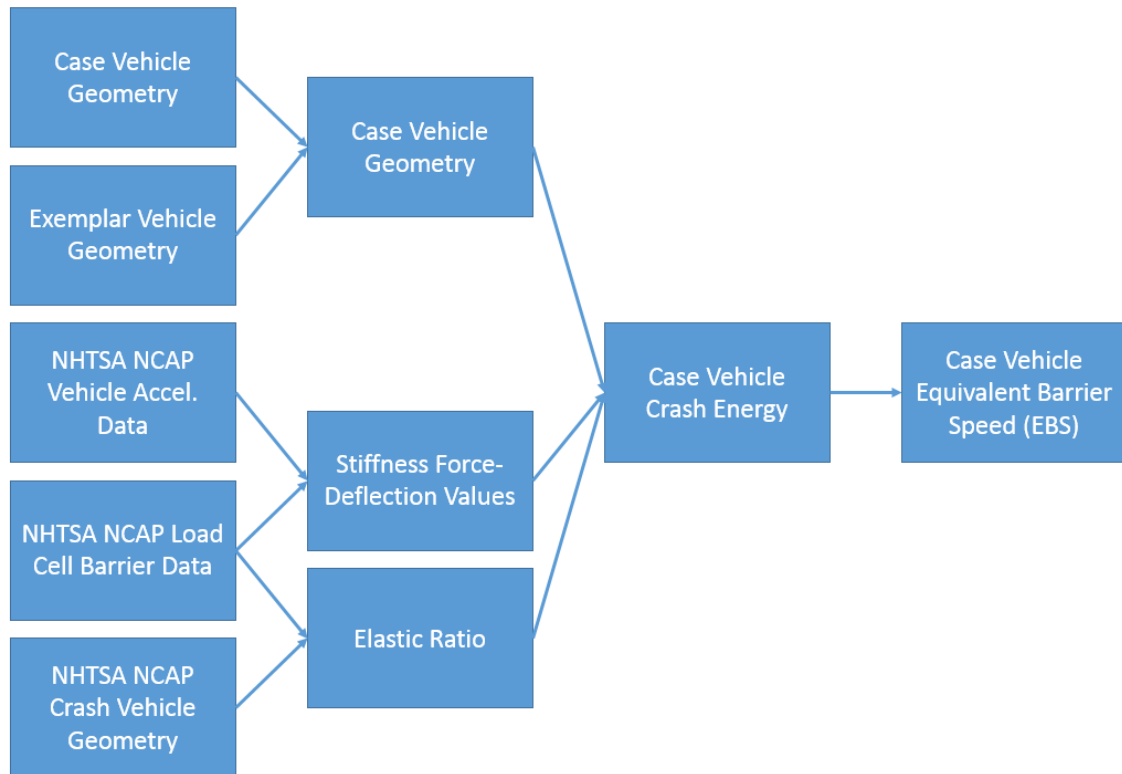 Case Vehicle
Geometry
Exemplar Vehicle
Geometry
NHTSA NCAP
Vehicle Accel.
Data
NHTSA NCAP Load
Cell Barrier Data
NHTSA NCAP
Crash Vehicle
Geometry
Case Vehicle
Geometry
Stiffness Force-
Deflection Values
Elastic Ratio
Case Vehicle
Crash Energy
Case Vehicle
Equivalent Barrier
Speed (EBS)